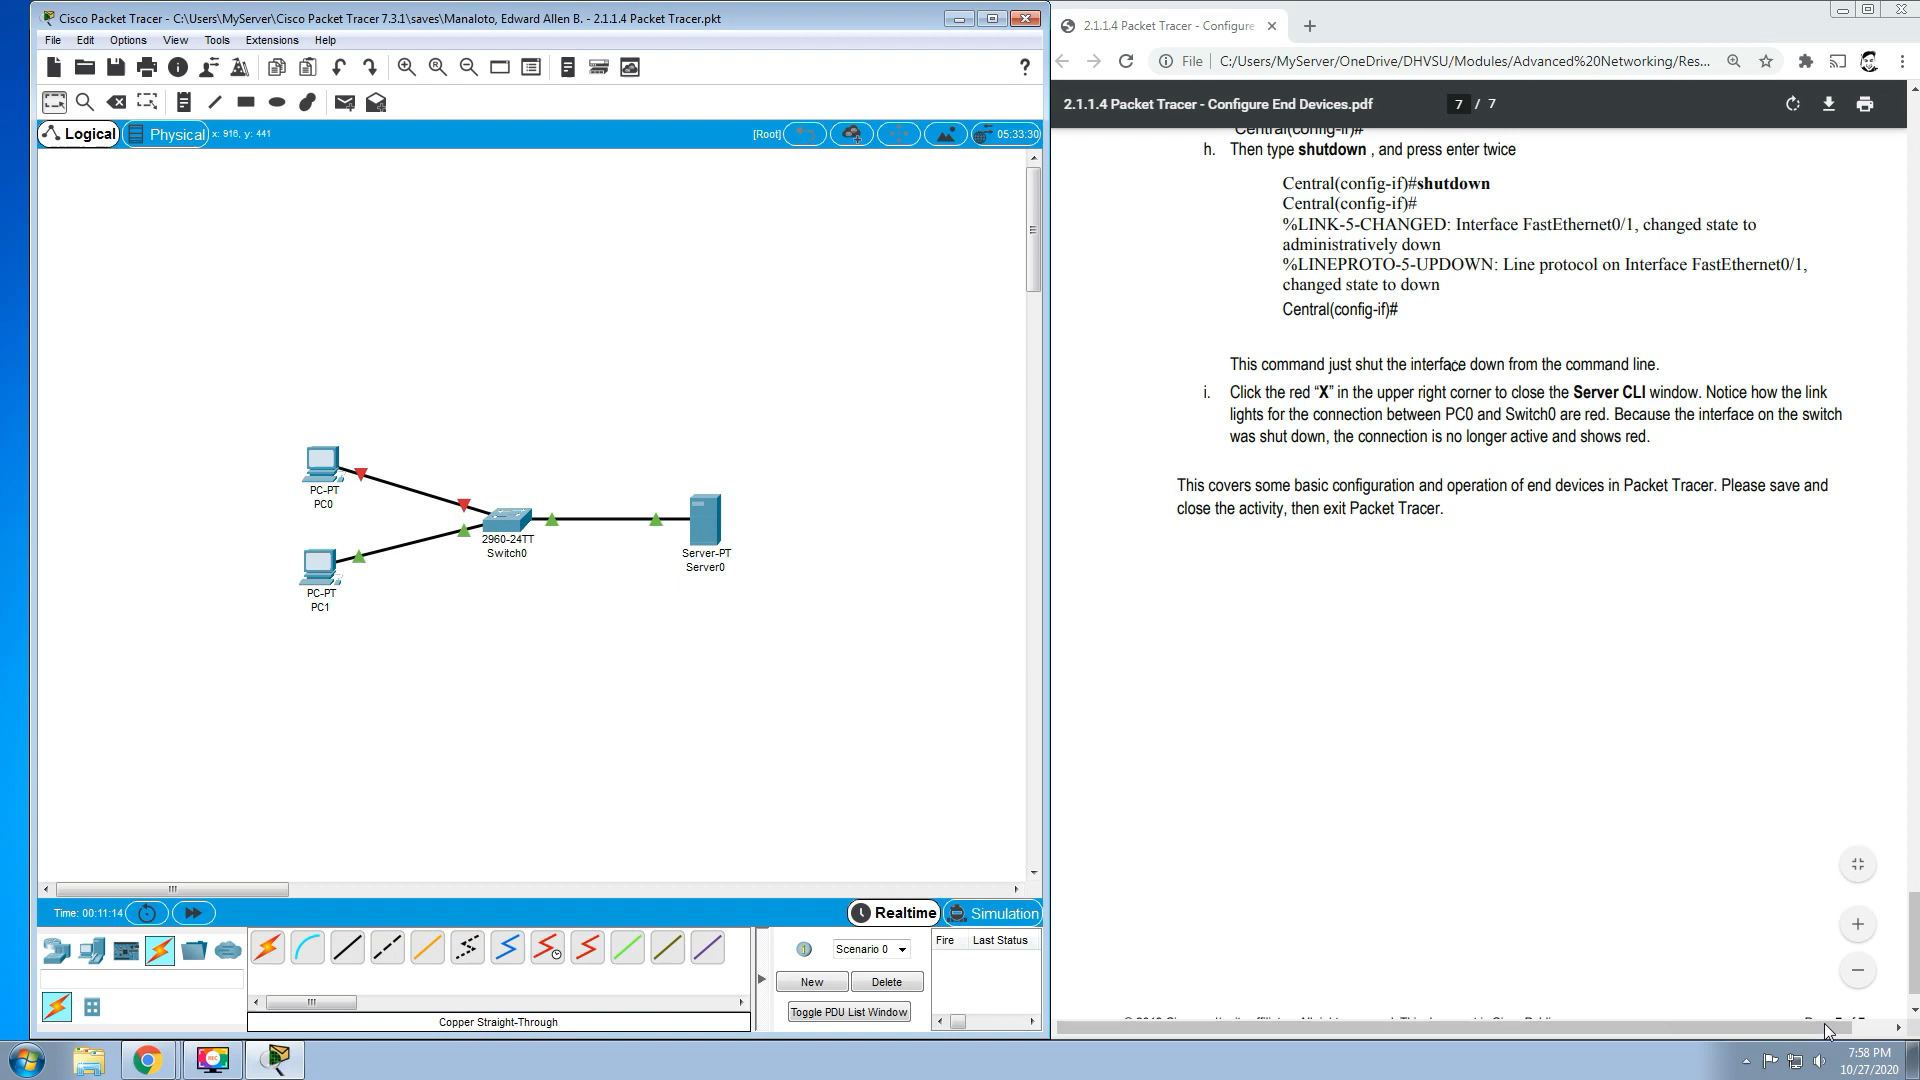 Cisco Packet Tracer - C:\Users\MyServer\Cisco Packet Tracer 7.3.1\saves\Manaloto, Edward Allen B. - 2.1.1.4 Packet Tracer.pkt
File Edit Options View Tools Extensions Help
?
Logical Physical x: 916, y: 441 [Root] 05:33:30
PC-PT
PC0
PC-PT
PC1
2960-24TT
Switch0
Server-PT
Server0
Time: 00:11:14 Realtime Simulation
Scenario 0
New Delete
Toggle PDU List Window
Fire Last Status
Copper Straight-Through
2.1.1.4 Packet Tracer - Configure
File C:/Users/MyServer/OneDrive/DHVSU/Modules/Advanced%20Networking/Res...
2.1.1.4 Packet Tracer - Configure End Devices.pdf 7 / 7
Central(config-if)#
h. Then type shutdown , and press enter twice
Central(config-if)#shutdown
Central(config-if)#
%LINK-5-CHANGED: Interface FastEthernet0/1, changed state to
administratively down
%LINEPROTO-5-UPDOWN: Line protocol on Interface FastEthernet0/1,
changed state to down
Central(config-if)#
This command just shut the interface down from the command line.
i. Click the red “X” in the upper right corner to close the Server CLI window. Notice how the link
lights for the connection between PC0 and Switch0 are red. Because the interface on the switch
was shut down, the connection is no longer active and shows red.
This covers some basic configuration and operation of end devices in Packet Tracer. Please save and
close the activity, then exit Packet Tracer.
REC
7:58 PM
10/27/2020